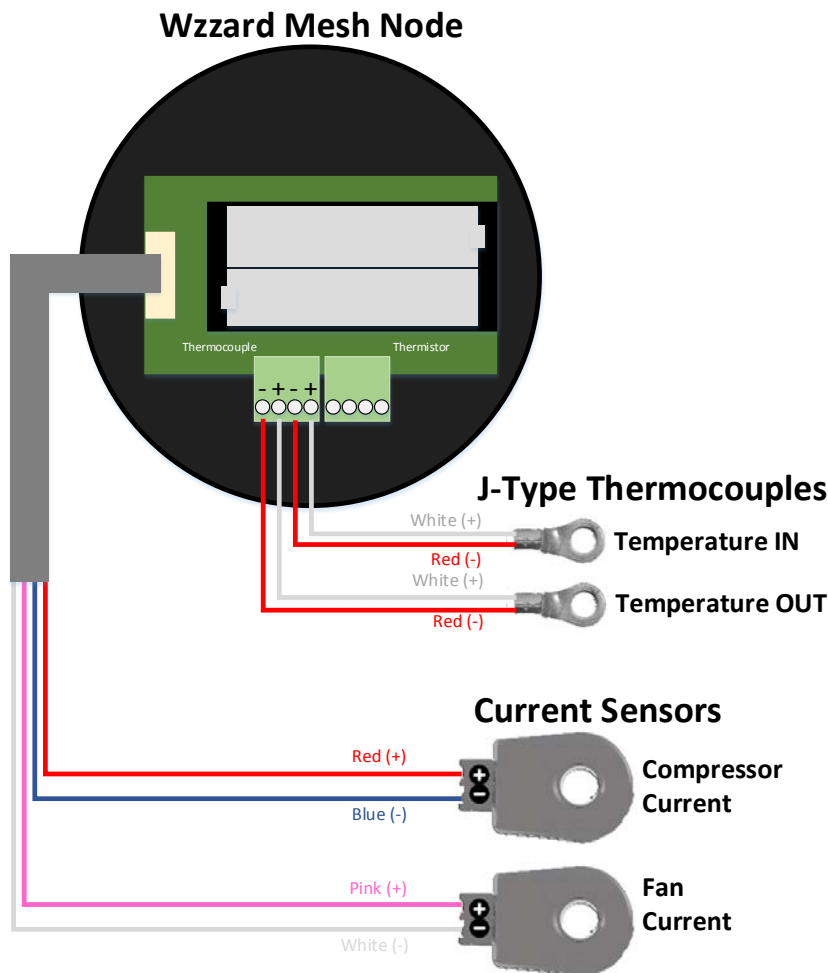 Wzzard Mesh Node
Thermocouple
Thermistor
- + - +
J-Type Thermocouples
White (+)
Temperature IN
Red (-)
White (+)
Temperature OUT
Red (-)
Current Sensors
Red (+)
+
Compressor
Current
-
Blue (-)
Pink (+)
+
Fan
Current
-
White (-)